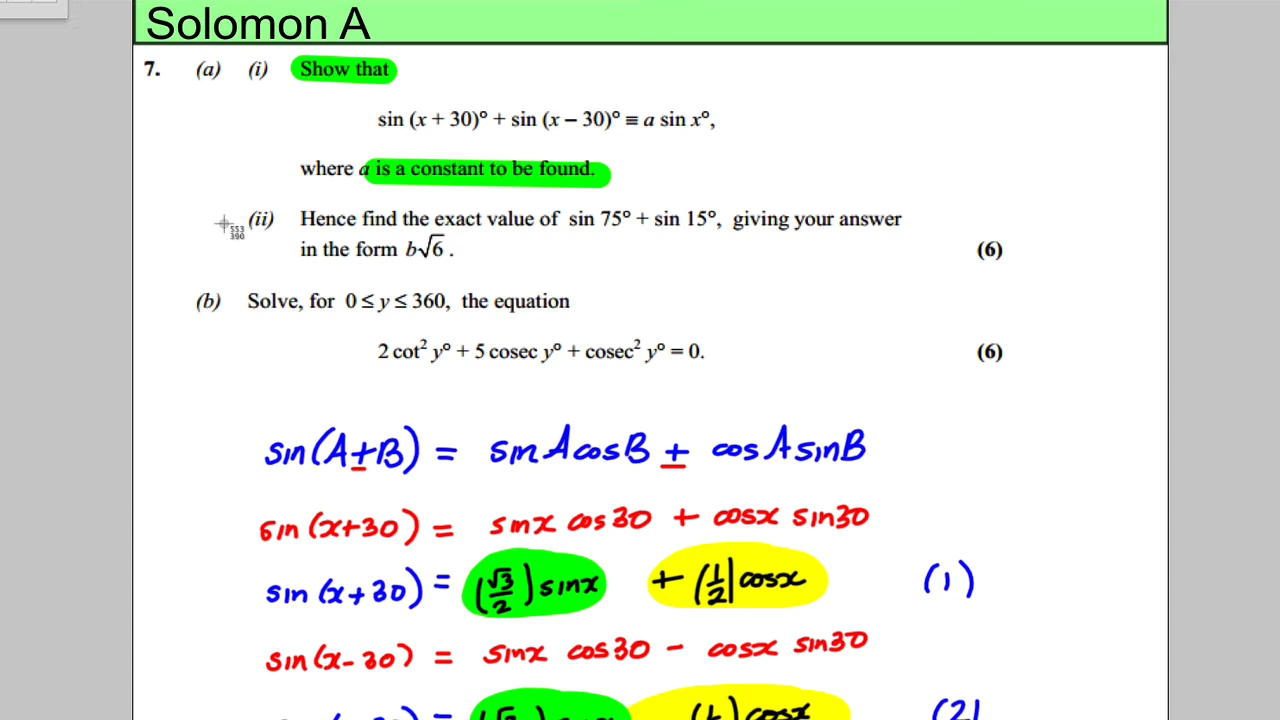 Solomon A
7. (a) (i) Show that
sin (x + 30)° + sin (x − 30)° ≡ a sin x°,
where a is a constant to be found.
(ii) Hence find the exact value of sin 75° + sin 15°, giving your answer
553
390
in the form b√6 . (6)
(b) Solve, for 0 ≤ y ≤ 360, the equation
2 cot² y° + 5 cosec y° + cosec² y° = 0. (6)
sin(A±B) = sinAcosB ± cosAsinB
sin(x+30) = sinx cos30 + cosx sin30
sin(x+30) = (√3/2) sinx + (1/2) cosx (1)
sin(x-30) = sinx cos30 - cosx sin30